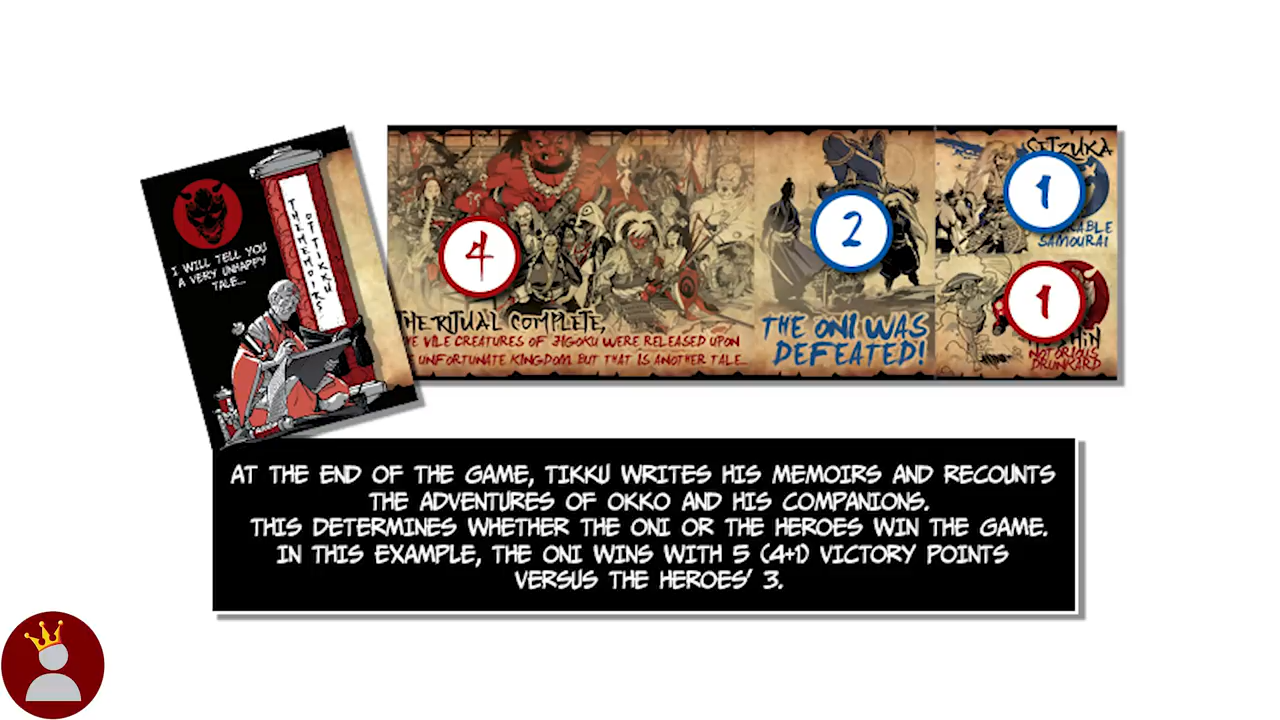 I WILL TELL YOU
A VERY UNHAPPY
TALE...
THE MEMOIRS
OF TIKKU
4
THE RITUAL COMPLETE,
VILE CREATURES OF JIGOKU WERE RELEASED UPON
UNFORTUNATE KINGDOM BUT THAT IS ANOTHER TALE...
2
THE ONI WAS
DEFEATED!
1
SAMOURAI
1
NOTORIOUS
DRUNKARD
AT THE END OF THE GAME, TIKKU WRITES HIS MEMOIRS AND RECOUNTS
THE ADVENTURES OF OKKO AND HIS COMPANIONS.
THIS DETERMINES WHETHER THE ONI OR THE HEROES WIN THE GAME.
IN THIS EXAMPLE, THE ONI WINS WITH 5 (4+1) VICTORY POINTS
VERSUS THE HEROES' 3.